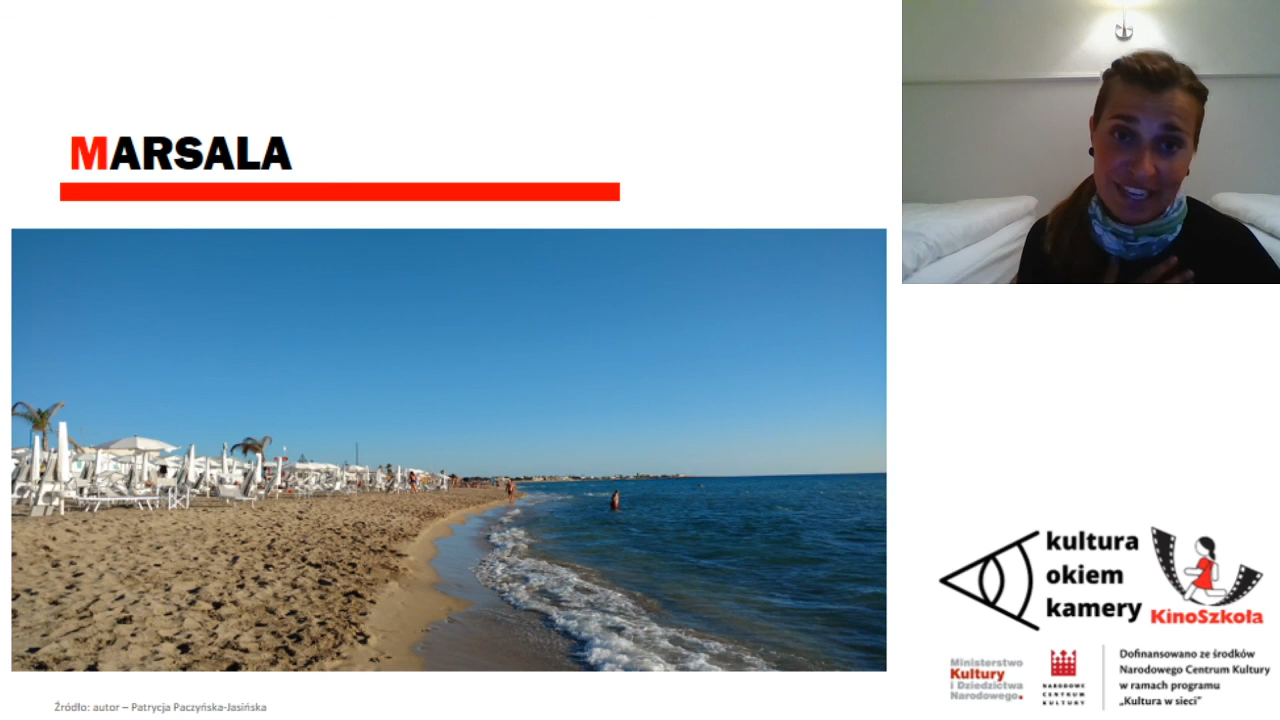 MARSALA
kultura
okiem
kamery
KinoSzkoła
Ministerstwo
Kultury
i Dziedzictwa
Narodowego.
NARODOWE
CENTRUM
KULTURY
Dofinansowano ze środków
Narodowego Centrum Kultury
w ramach programu
„Kultura w sieci”
Źródło: autor – Patrycja Paczyńska-Jasińska